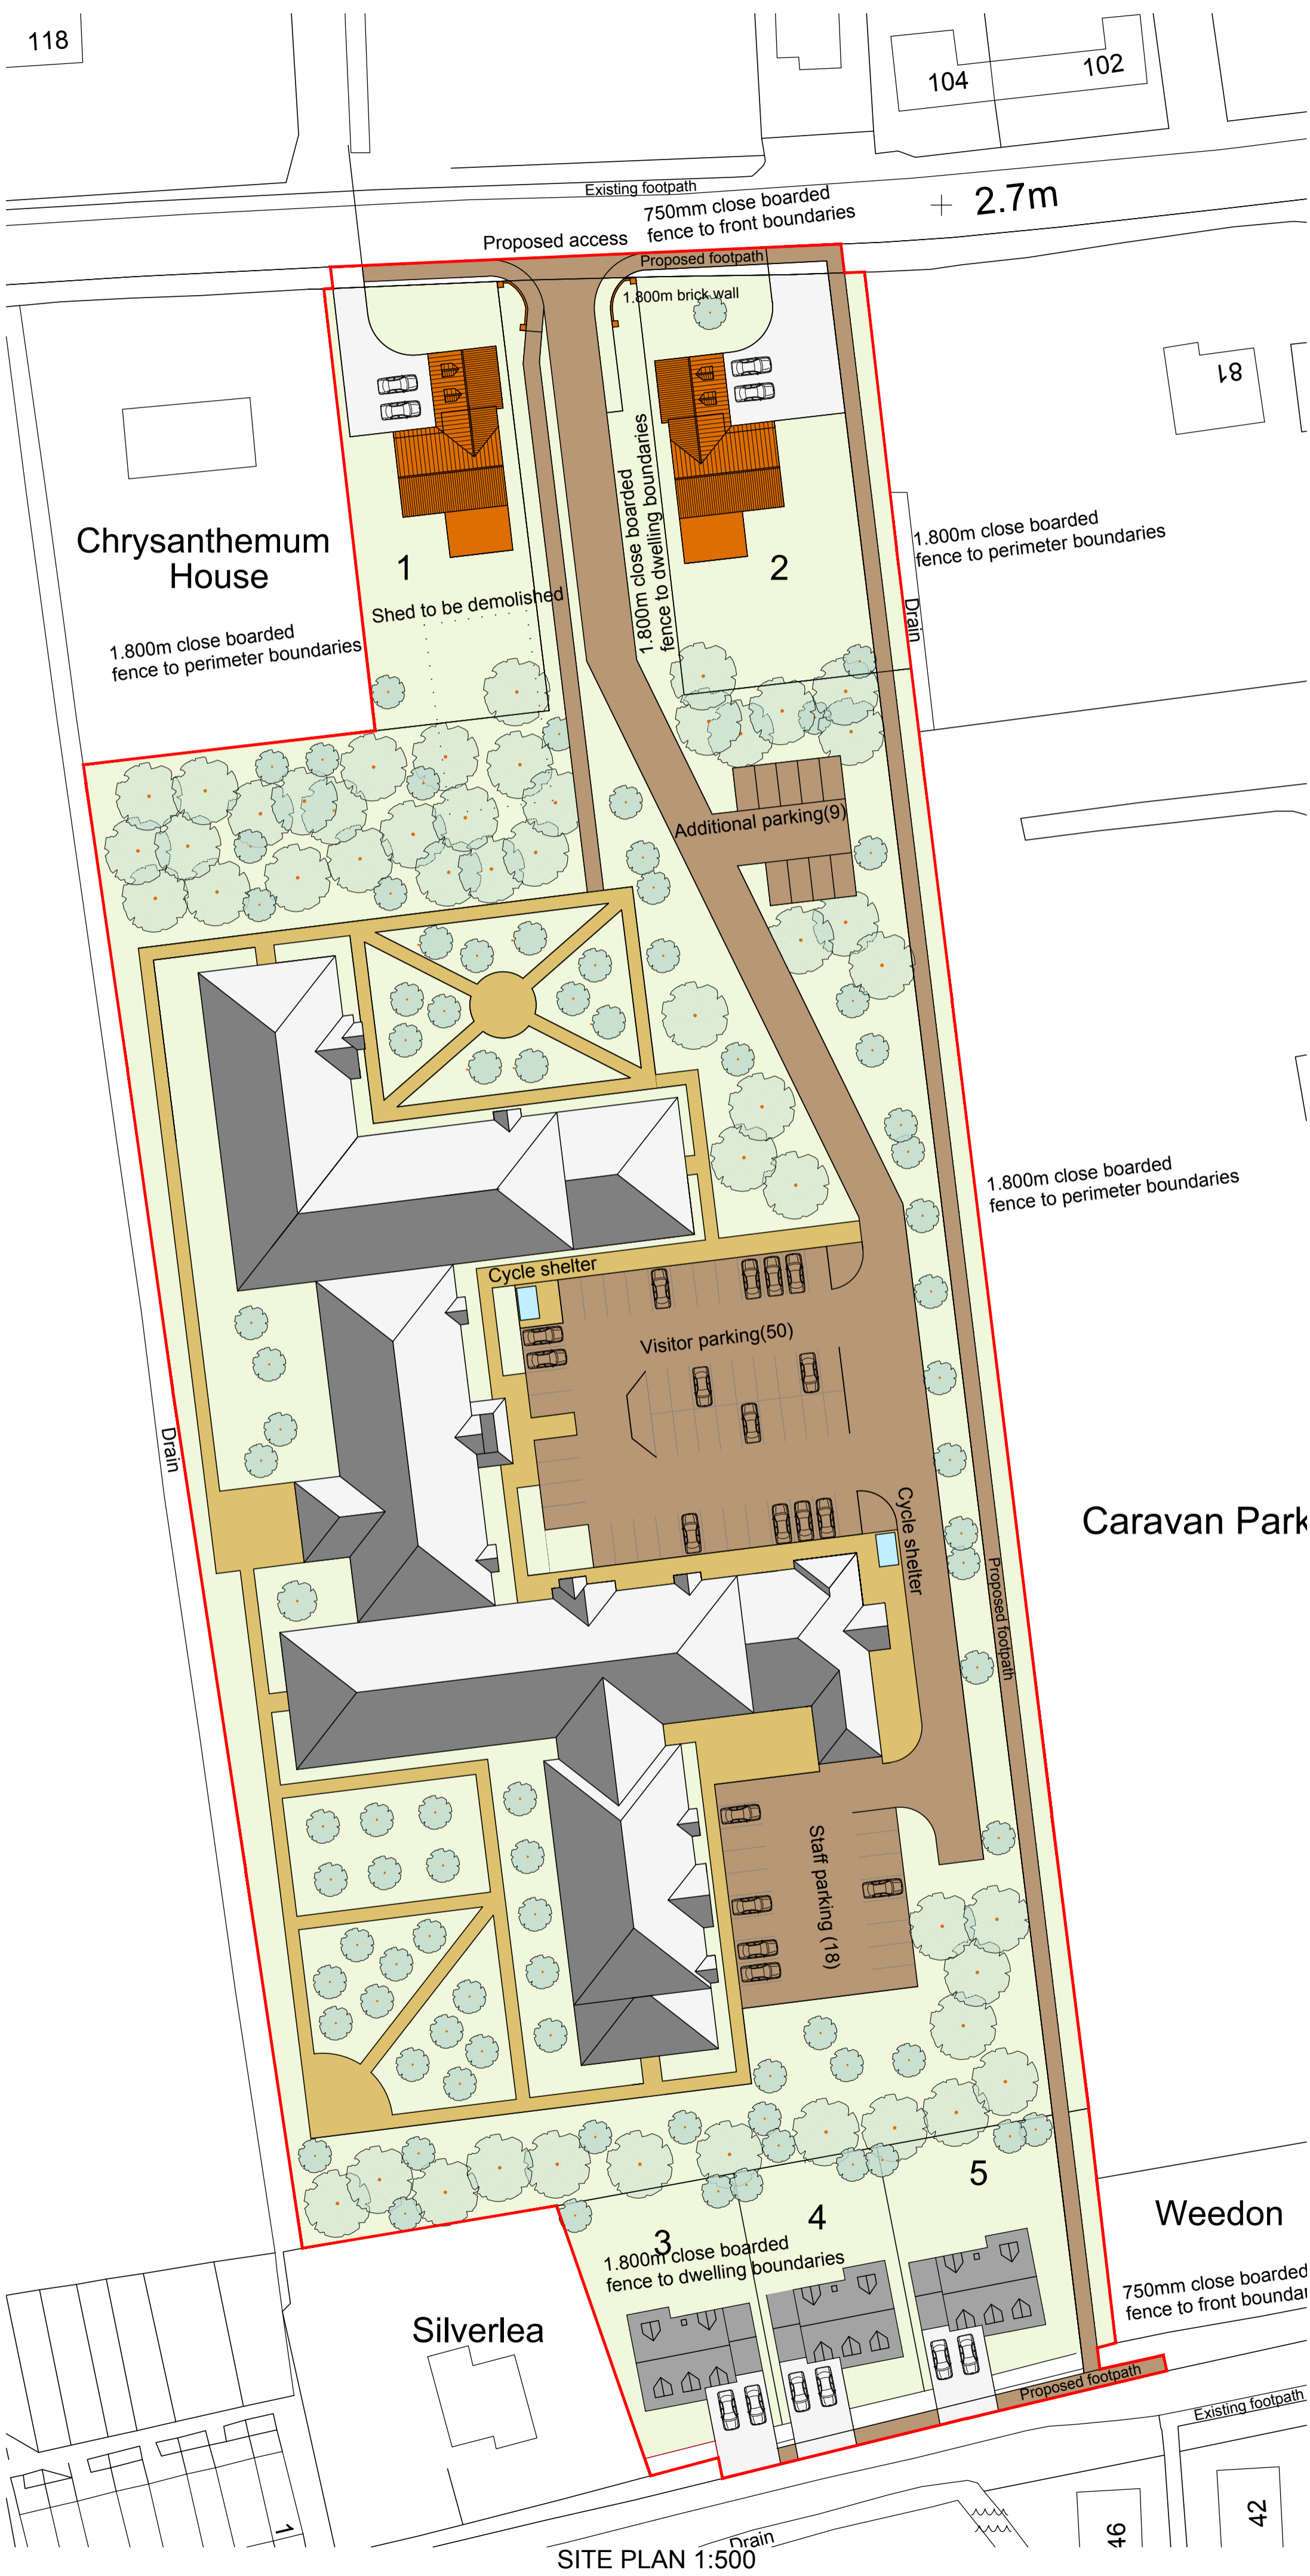 118
104
102
Existing footpath
750mm close boarded
fence to front boundaries
2.7m
Proposed access
Proposed footpath
1.800m brick wall
81
Chrysanthemum
House
1.800m close boarded
fence to dwelling boundaries
1.800m close boarded
fence to perimeter boundaries
1
2
Shed to be demolished
Drain
1.800m close boarded
fence to perimeter boundaries
Additional parking(9)
1.800m close boarded
fence to perimeter boundaries
Cycle shelter
Visitor parking(50)
Drain
Cycle shelter
Caravan Park
Proposed footpath
Staff parking (18)
5
4
3
Weedon
1.800m close boarded
fence to dwelling boundaries
750mm close boarded
fence to front
Silverlea
Proposed footpath
Existing footpath
1
Drain
46
42
SITE PLAN 1:500